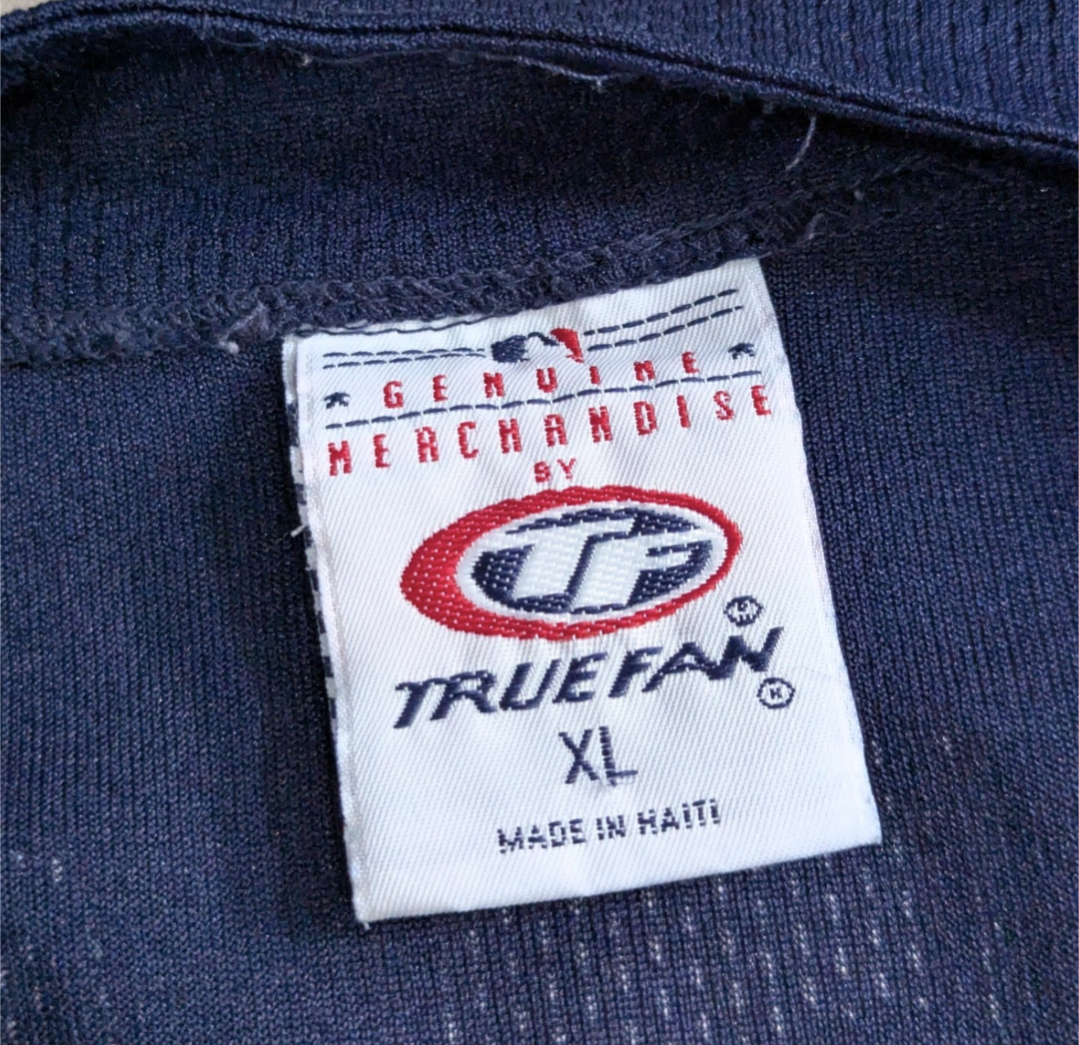 GENUINE
MERCHANDISE
BY
TF
TRUEFAN
XL
MADE IN HAITI